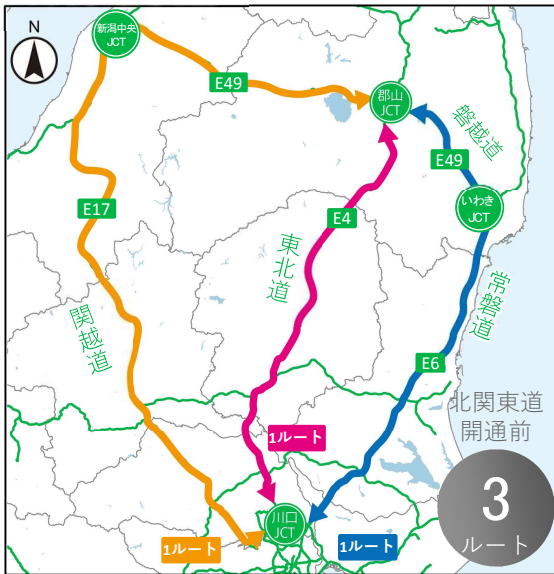 N
新潟中央
JCT
E49
郡山
JCT
磐越道
E49
E17
E4
いわき
JCT
東北道
関越道
常磐道
E6
北関東道
開通前
1ルート
3
ルート
川口
JCT
1ルート
1ルート